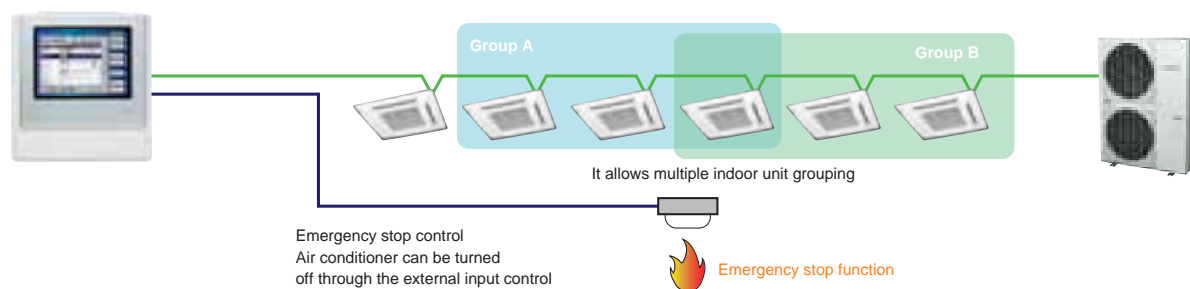 Group A
Group B
It allows multiple indoor unit grouping
Emergency stop control
Air conditioner can be turned
off through the external input control
Emergency stop function